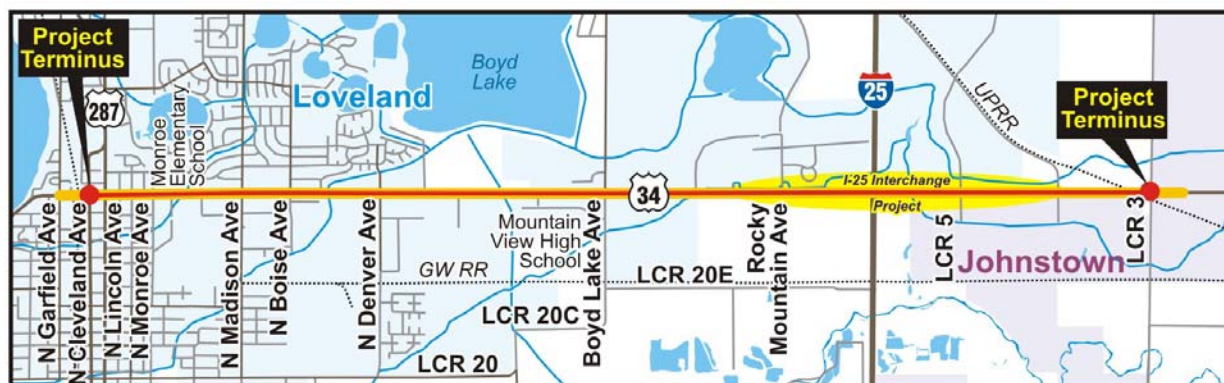 Project
Terminus
287
Monroe
Elementary
School
Loveland
Boyd
Lake
25
UPRR
Project
Terminus
34
I-25 Interchange
Project
N Garfield Ave
N Cleveland Ave
N Lincoln Ave
N Monroe Ave
N Madison Ave
N Boise Ave
N Denver Ave
Mountain
View High
School
Boyd Lake Ave
Rocky
Mountain Ave
LCR 5
LCR 3
Johnstown
GW RR
LCR 20E
LCR 20C
LCR 20